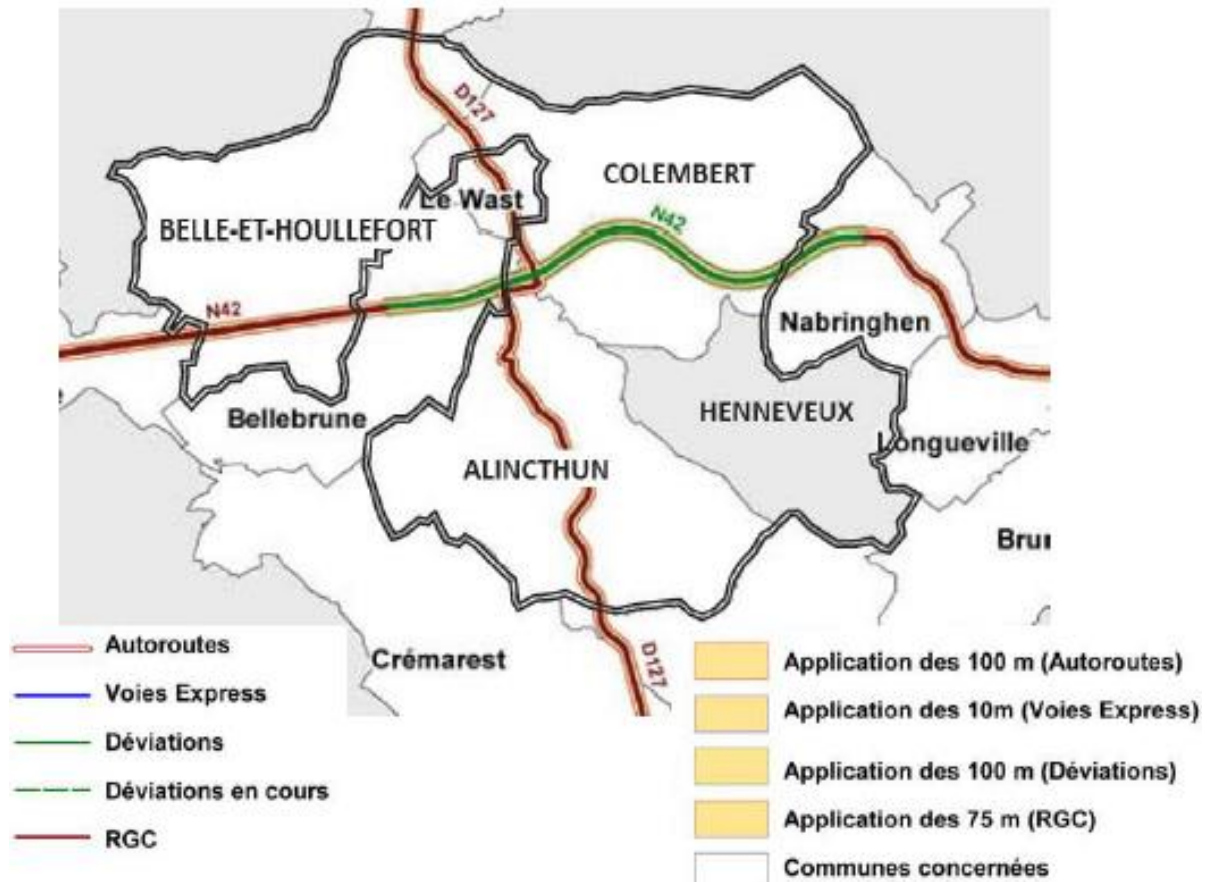 D127
COLEMBERT
Le Wast
N42
BELLE-ET-HOULLEFORT
N42
Nabringhen
HENNEVEUX
Bellebrune
Longueville
ALINCTHUN
Brun
Crémarest
D127
Autoroutes
Voies Express
Déviations
Déviations en cours
RGC
Application des 100 m (Autoroutes)
Application des 10m (Voies Express)
Application des 100 m (Déviations)
Application des 75 m (RGC)
Communes concernées